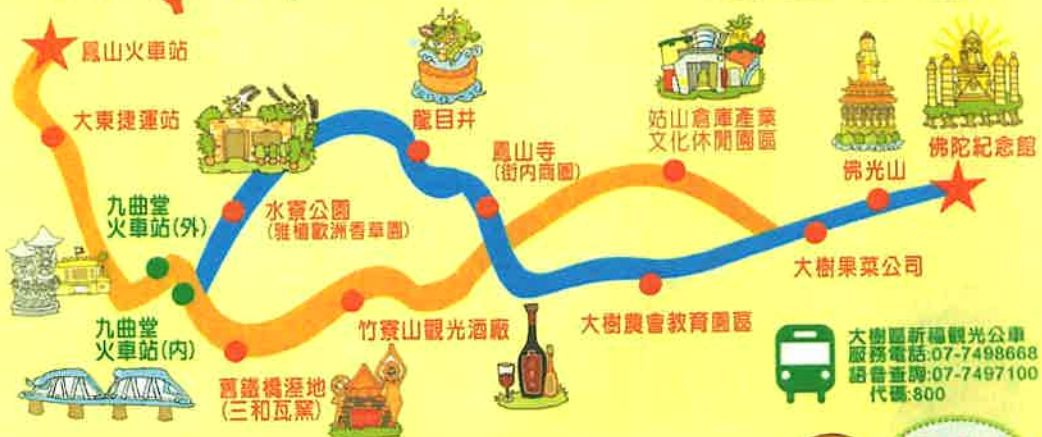 鳳山火車站
大東捷運站
九曲堂
火車站(外)
九曲堂
火車站(內)
水寮公園
(雅植歐洲香草園)
龍目井
鳳山寺
(街內商圈)
姑山倉庫產業
文化休閒園區
佛光山
佛陀紀念館
大樹果菜公司
大樹農會教育園區
竹寮山觀光酒廠
舊鐵橋溼地
(三和瓦窯)
大樹區祈福觀光公車
服務電話:07-7498668
語音查詢:07-7497100
代碼:800